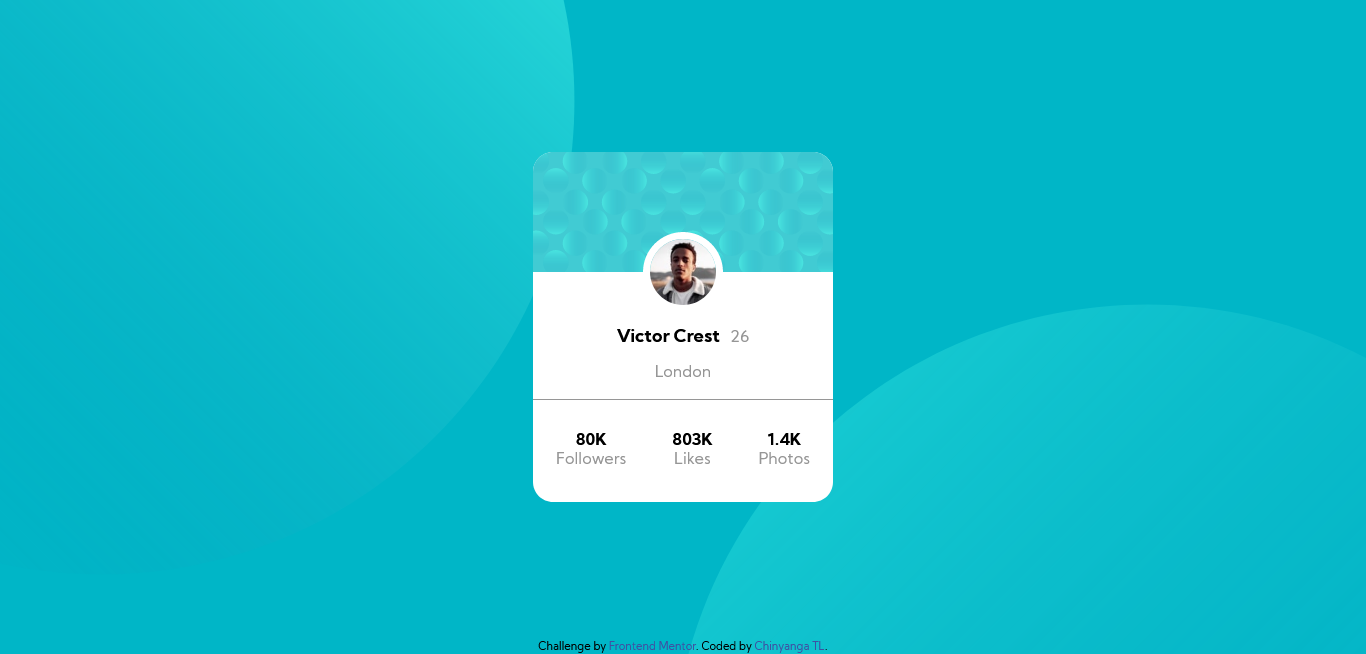 Victor Crest 26
London
80K 803K 1.4K
Followers Likes Photos
Challenge by Frontend Mentor. Coded by Chinyanga TL.